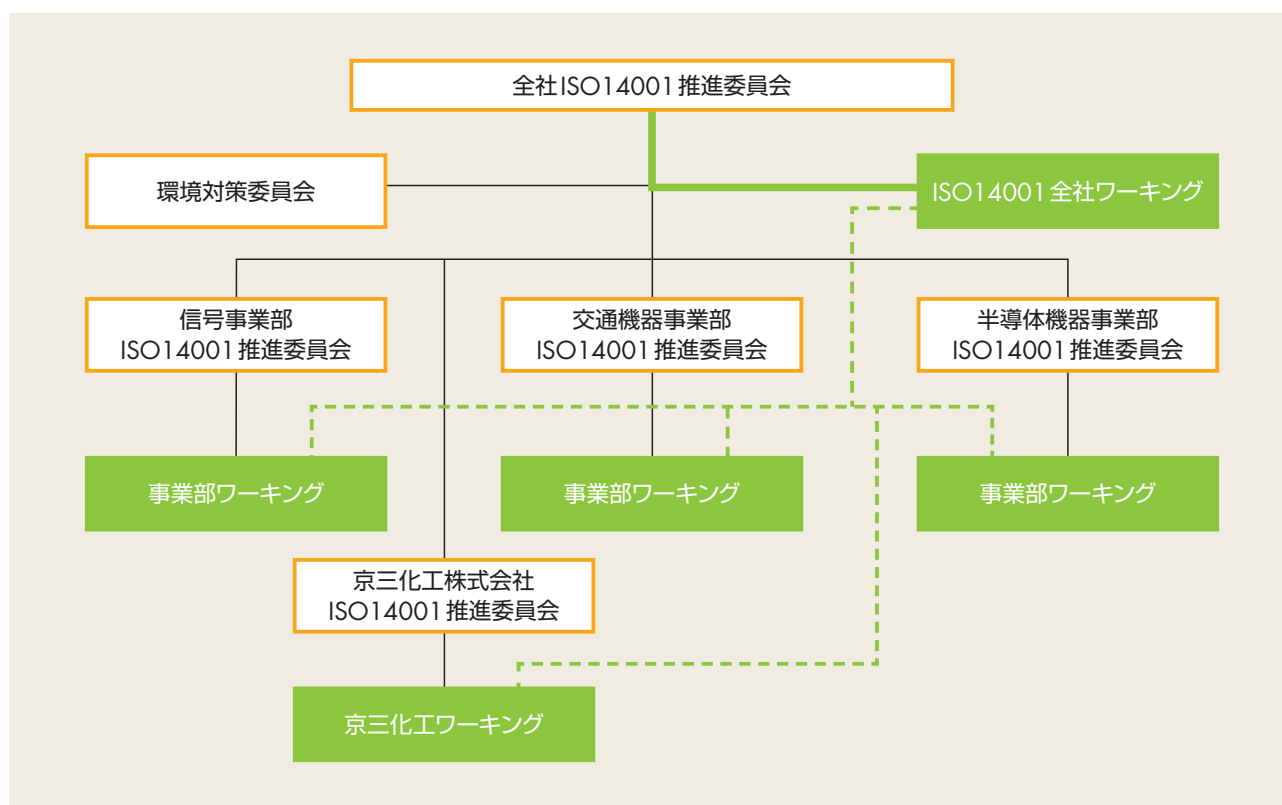 全社ISO14001推進委員会
環境対策委員会
ISO14001全社ワーキング
信号事業部
ISO14001推進委員会
交通機器事業部
ISO14001推進委員会
半導体機器事業部
ISO14001推進委員会
事業部ワーキング
事業部ワーキング
事業部ワーキング
京三化工株式会社
ISO14001推進委員会
京三化工ワーキング